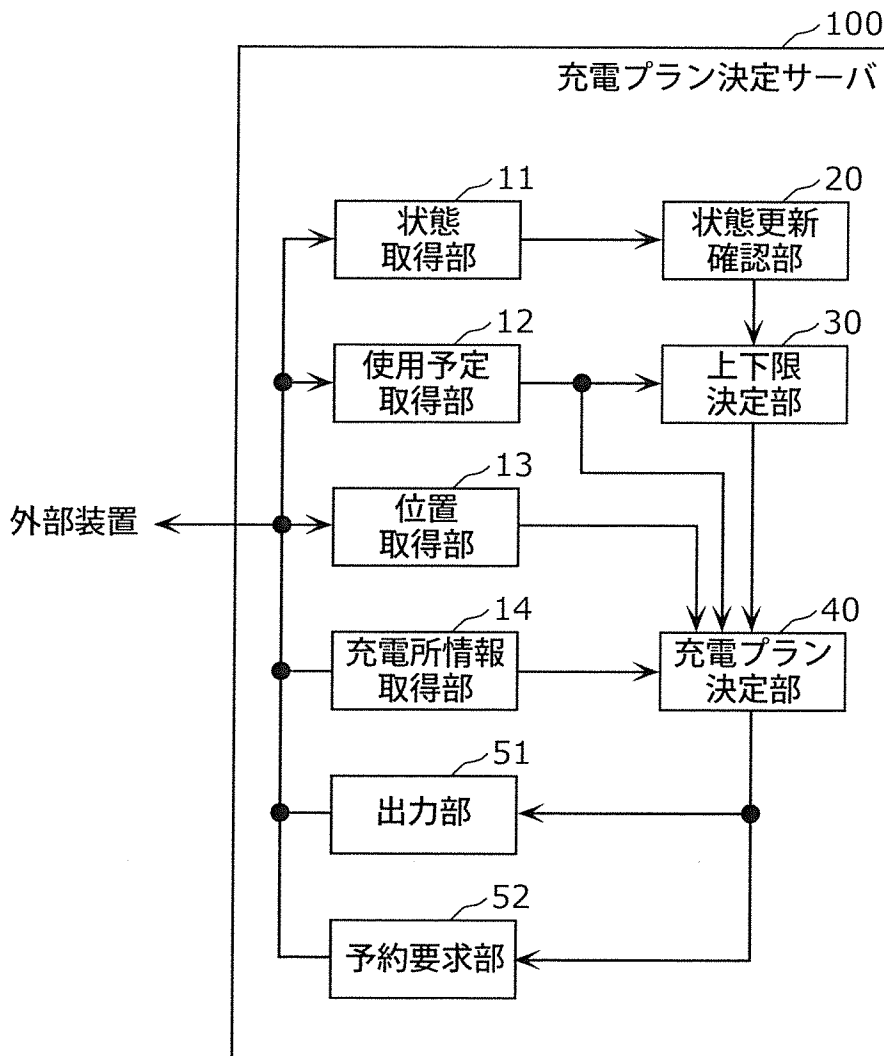 100
充電プラン決定サーバ
11
状態
取得部
20
状態更新
確認部
12
使用予定
取得部
30
上下限
決定部
13
位置
取得部
外部装置
14
充電所情報
取得部
40
充電プラン
決定部
51
出力部
52
予約要求部